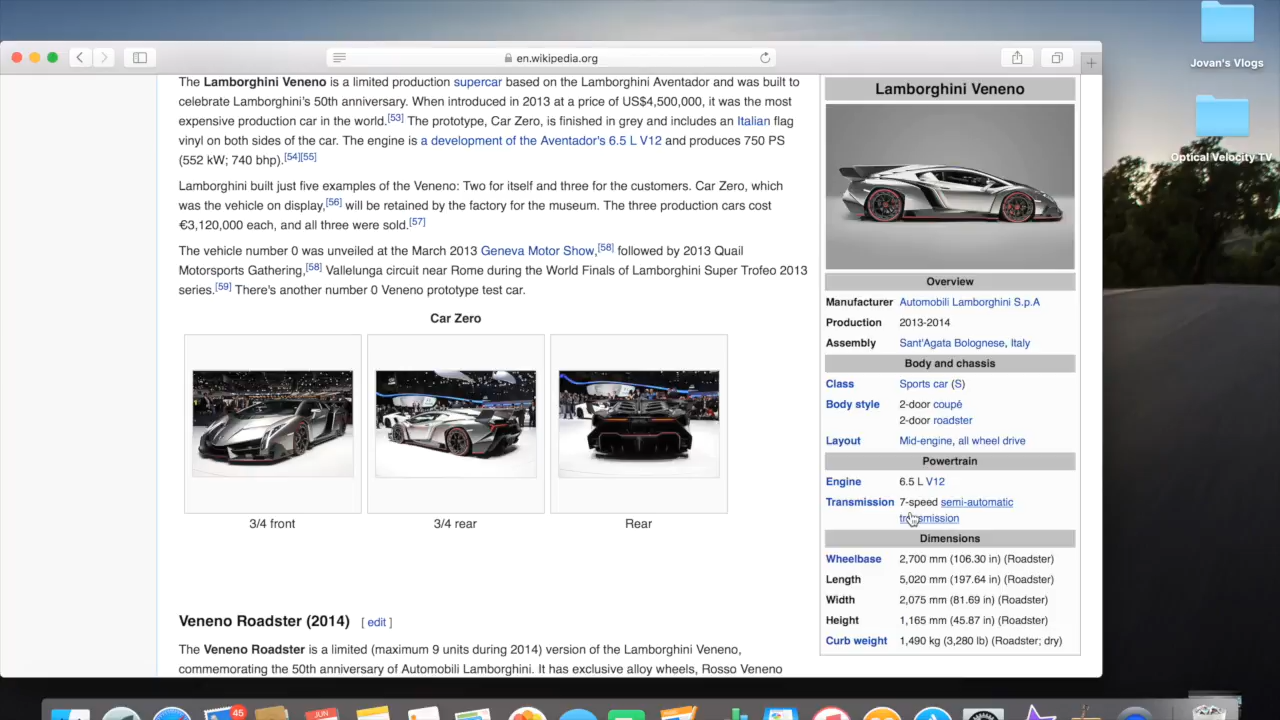 Jovan's Vlogs
Optical Velocity TV
en.wikipedia.org
The Lamborghini Veneno is a limited production supercar based on the Lamborghini Aventador and was built to
celebrate Lamborghini's 50th anniversary. When introduced in 2013 at a price of US$4,500,000, it was the most
expensive production car in the world.[53] The prototype, Car Zero, is finished in grey and includes an Italian flag
vinyl on both sides of the car. The engine is a development of the Aventador's 6.5 L V12 and produces 750 PS
(552 kW; 740 bhp).[54][55]
Lamborghini built just five examples of the Veneno: Two for itself and three for the customers. Car Zero, which
was the vehicle on display,[56] will be retained by the factory for the museum. The three production cars cost
€3,120,000 each, and all three were sold.[57]
The vehicle number 0 was unveiled at the March 2013 Geneva Motor Show,[58] followed by 2013 Quail
Motorsports Gathering,[58] Vallelunga circuit near Rome during the World Finals of Lamborghini Super Trofeo 2013
series.[59] There's another number 0 Veneno prototype test car.
Car Zero
3/4 front
3/4 rear
Rear
Veneno Roadster (2014) [ edit ]
The Veneno Roadster is a limited (maximum 9 units during 2014) version of the Lamborghini Veneno,
commemorating the 50th anniversary of Automobili Lamborghini. It has exclusive alloy wheels, Rosso Veneno
Lamborghini Veneno
Overview
Manufacturer Automobili Lamborghini S.p.A
Production 2013-2014
Assembly Sant'Agata Bolognese, Italy
Body and chassis
Class Sports car (S)
Body style 2-door coupé
2-door roadster
Layout Mid-engine, all wheel drive
Powertrain
Engine 6.5 L V12
Transmission 7-speed semi-automatic
transmission
Dimensions
Wheelbase 2,700 mm (106.30 in) (Roadster)
Length 5,020 mm (197.64 in) (Roadster)
Width 2,075 mm (81.69 in) (Roadster)
Height 1,165 mm (45.87 in) (Roadster)
Curb weight 1,490 kg (3,280 lb) (Roadster; dry)
45
JUN